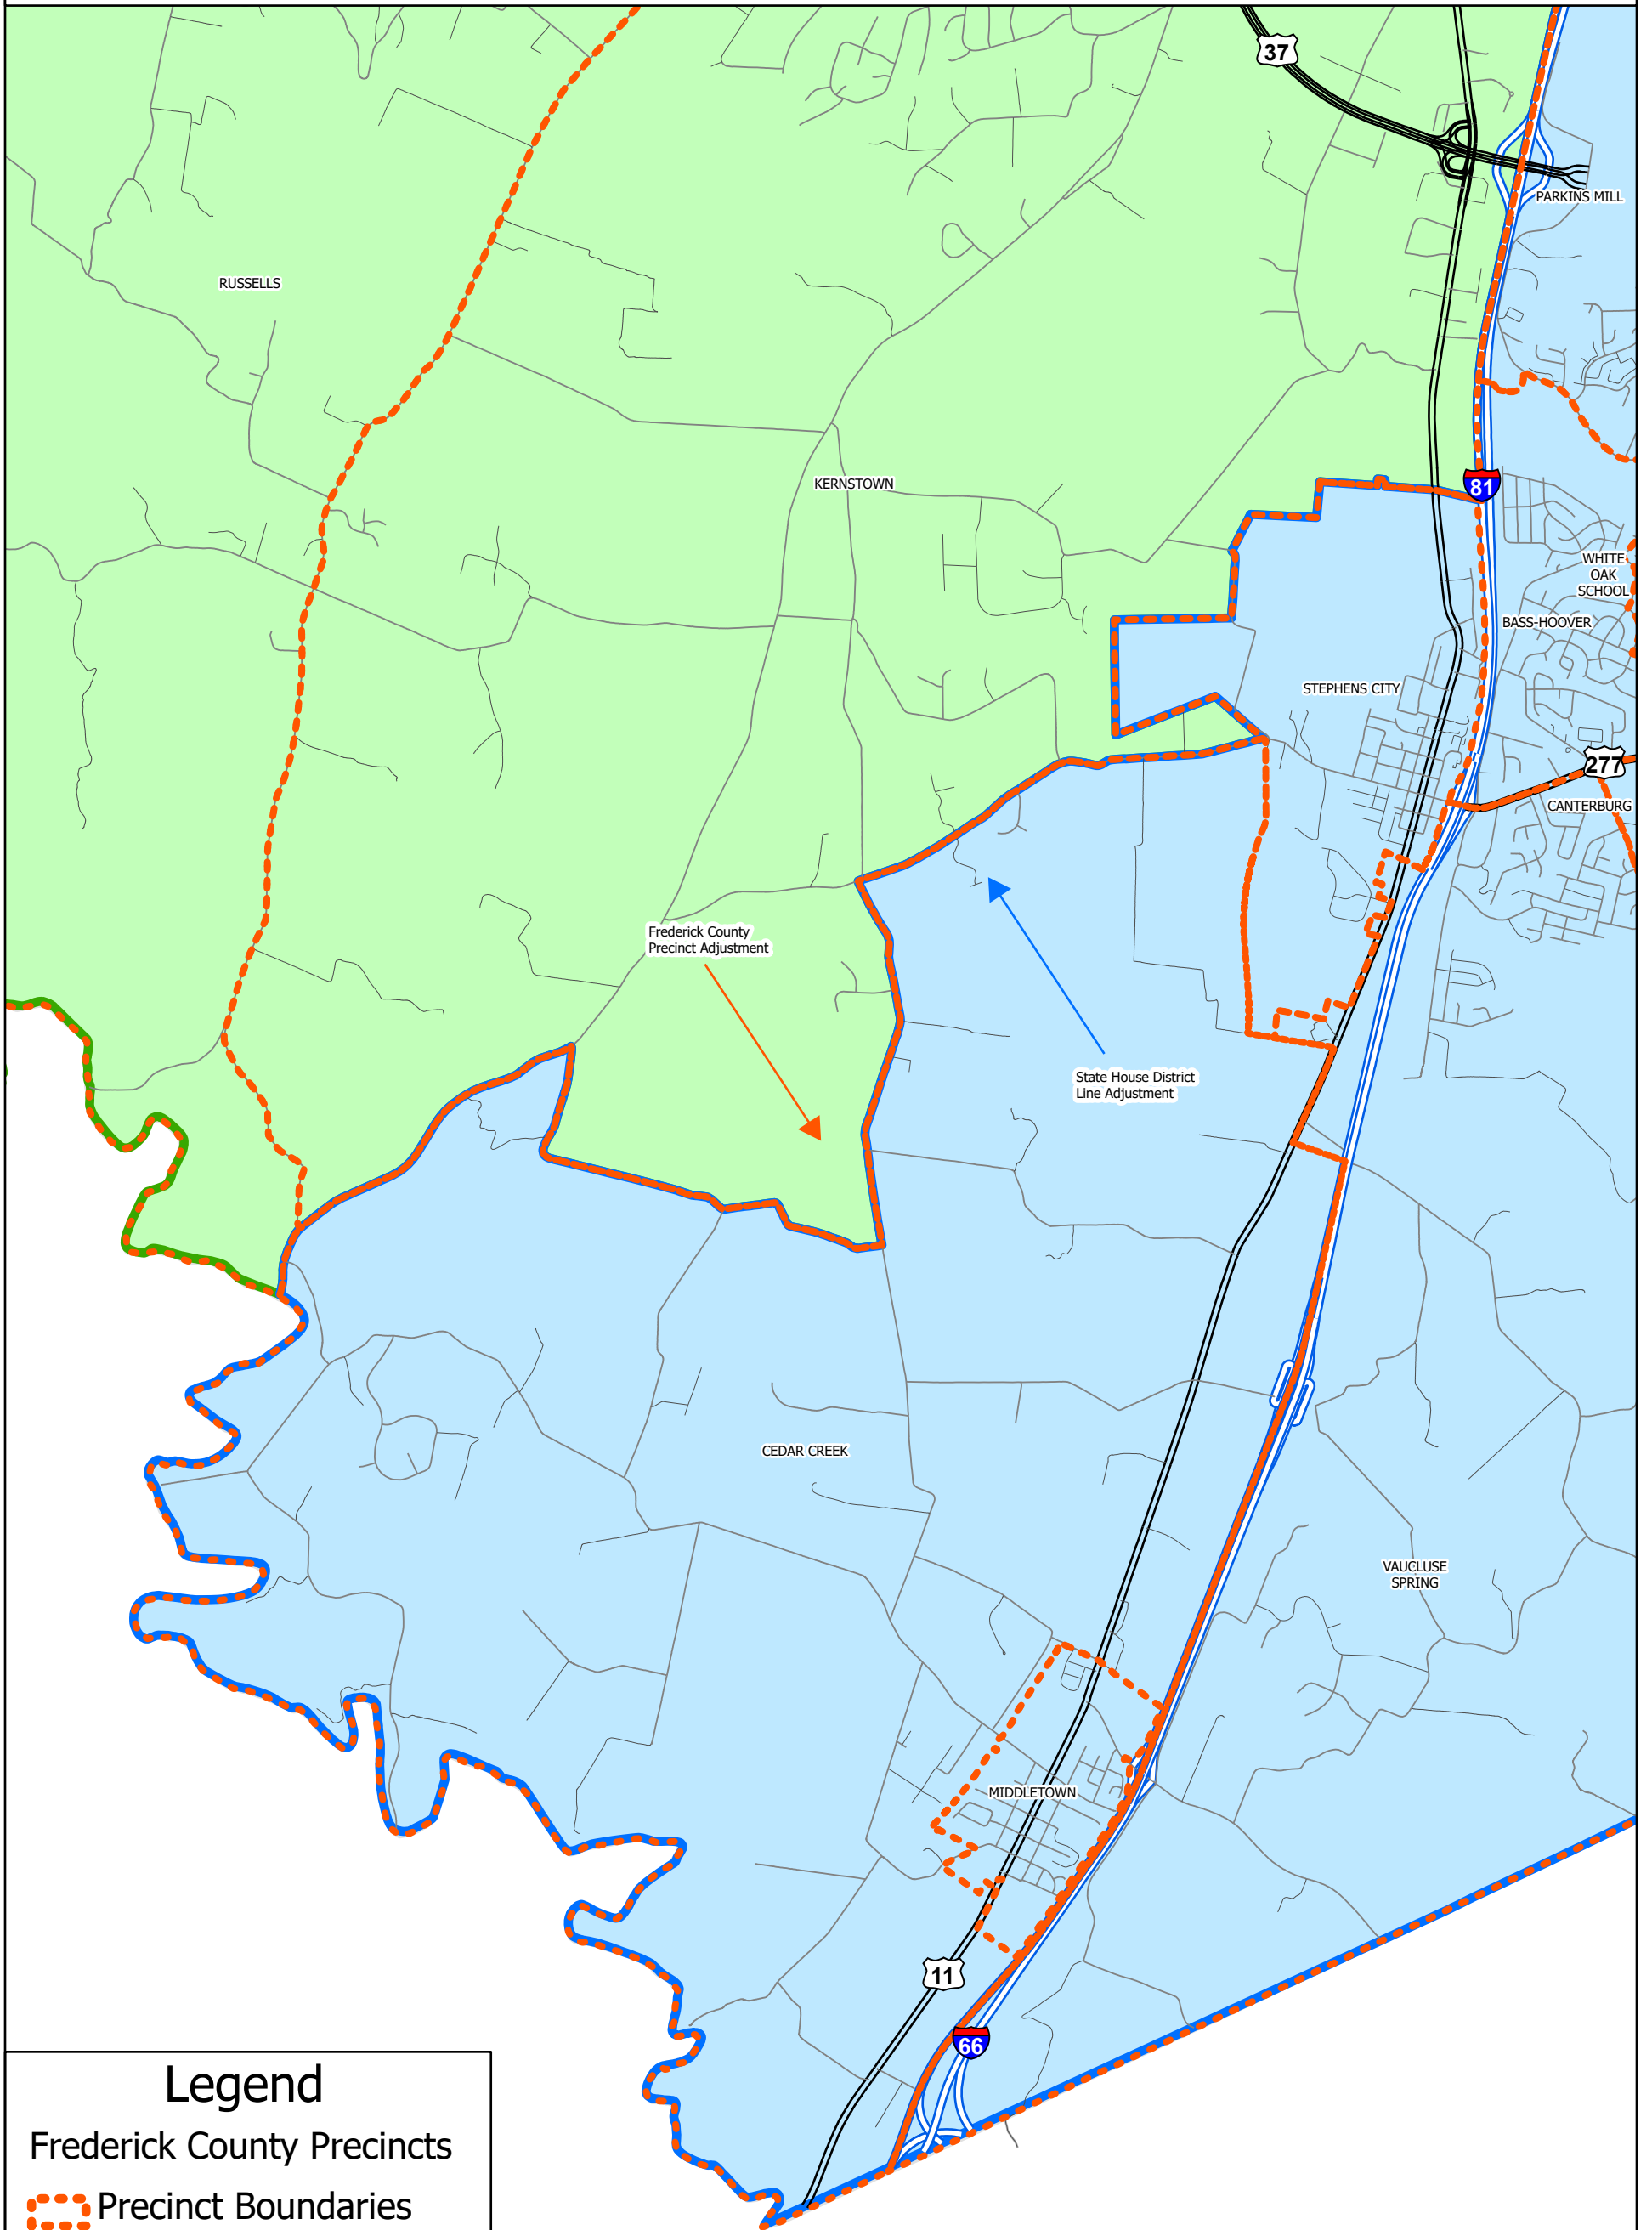 37
PARKINS MILL
RUSSELLS
KERNSTOWN
81
WHITE
OAK
SCHOOL
BASS-HOOVER
STEPHENS CITY
277
CANTERBURG
Frederick County
Precinct Adjustment
State House District
Line Adjustment
CEDAR CREEK
VAUCLUSE
SPRING
MIDDLETOWN
11
66
Legend
Frederick County Precincts
Precinct Boundaries